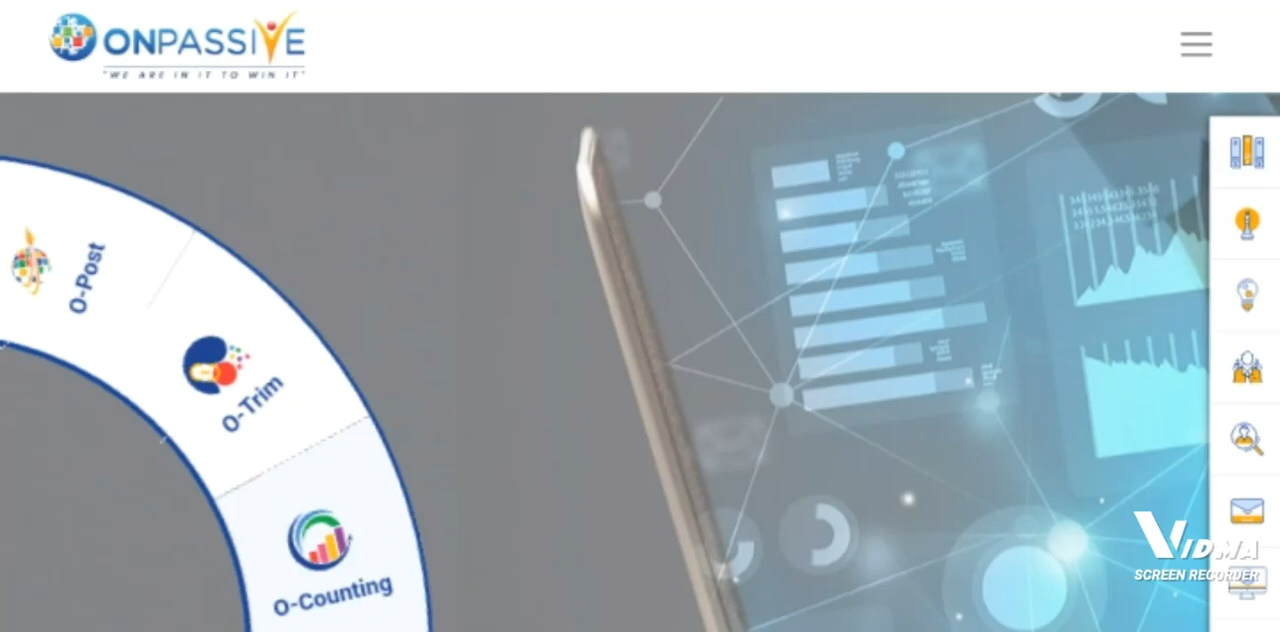 ONPASSIVE
"WE ARE IN IT TO WIN IT"
O-Post
O-Trim
O-Counting
VIDMA
SCREEN RECORDER